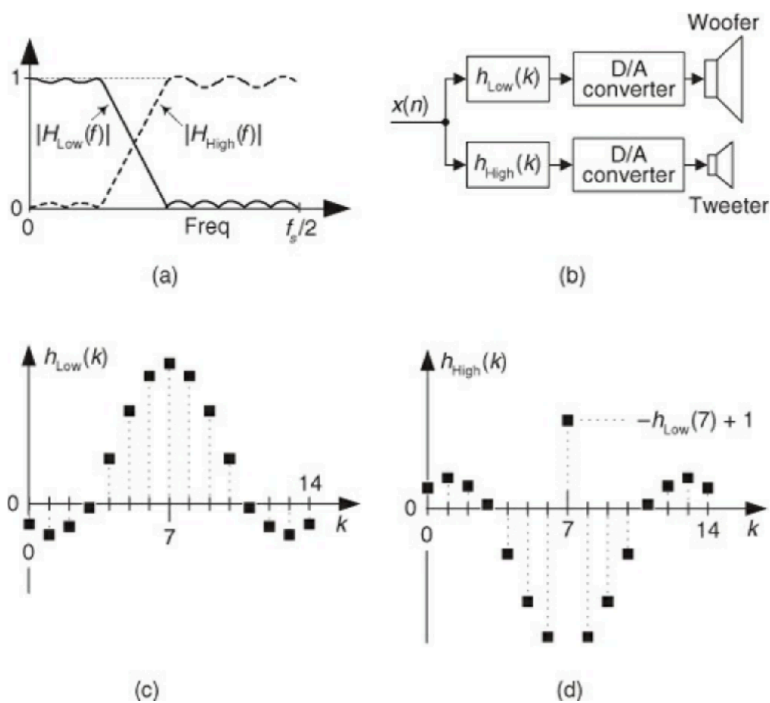 1
|H_Low(f)|
|H_High(f)|
0
0
Freq
f_s/2
(a)
Woofer
h_Low(k)
D/A
converter
x(n)
h_High(k)
D/A
converter
Tweeter
(b)
h_Low(k)
14
0
0
7
k
(c)
h_High(k)
−h_Low(7) + 1
0
0
7
14
k
(d)